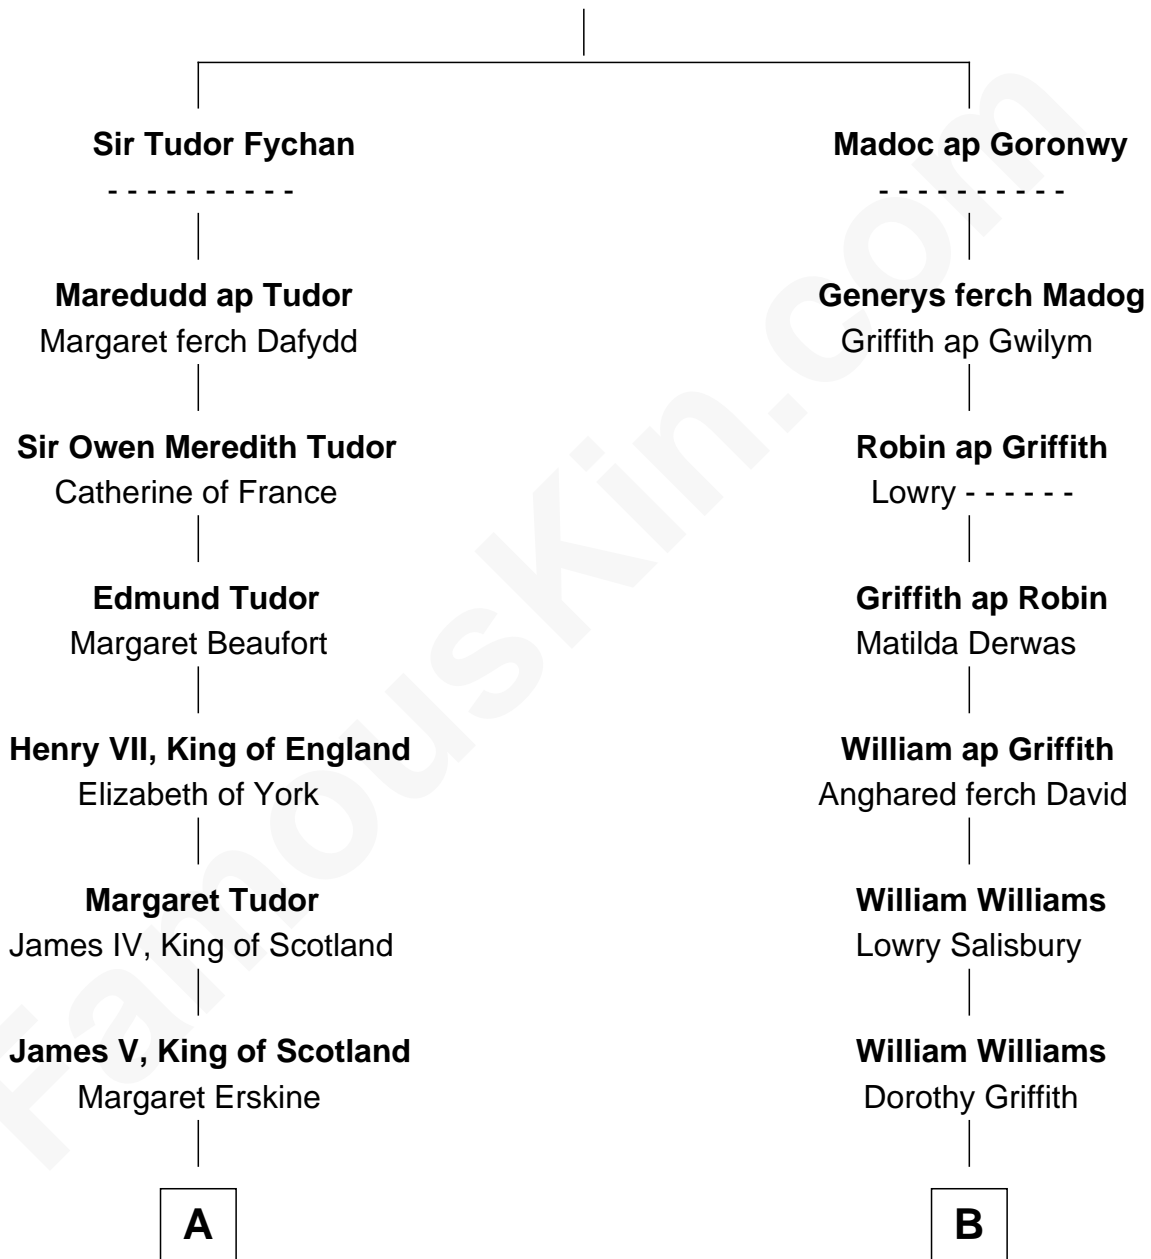 Sir Tudor Fychan
- - - - - - - - - -
Maredudd ap Tudor
Margaret ferch Dafydd
Sir Owen Meredith Tudor
Catherine of France
Edmund Tudor
Margaret Beaufort
Henry VII, King of England
Elizabeth of York
Margaret Tudor
James IV, King of Scotland
James V, King of Scotland
Margaret Erskine
A
Madoc ap Goronwy
- - - - - - - - - -
Generys ferch Madog
Griffith ap Gwilym
Robin ap Griffith
Lowry - - - - - -
Griffith ap Robin
Matilda Derwas
William ap Griffith
Anghared ferch David
William Williams
Lowry Salisbury
William Williams
Dorothy Griffith
B
FamousKin.com